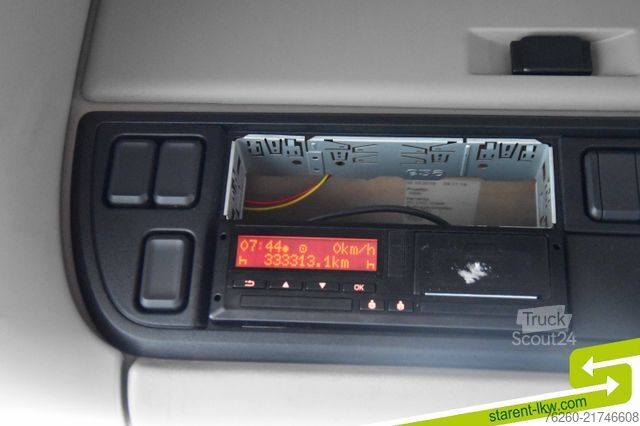 07:44 0km/h
h 333313.1km h
OK
Truck
Scout24
starent-lkw.com
76260-21746608